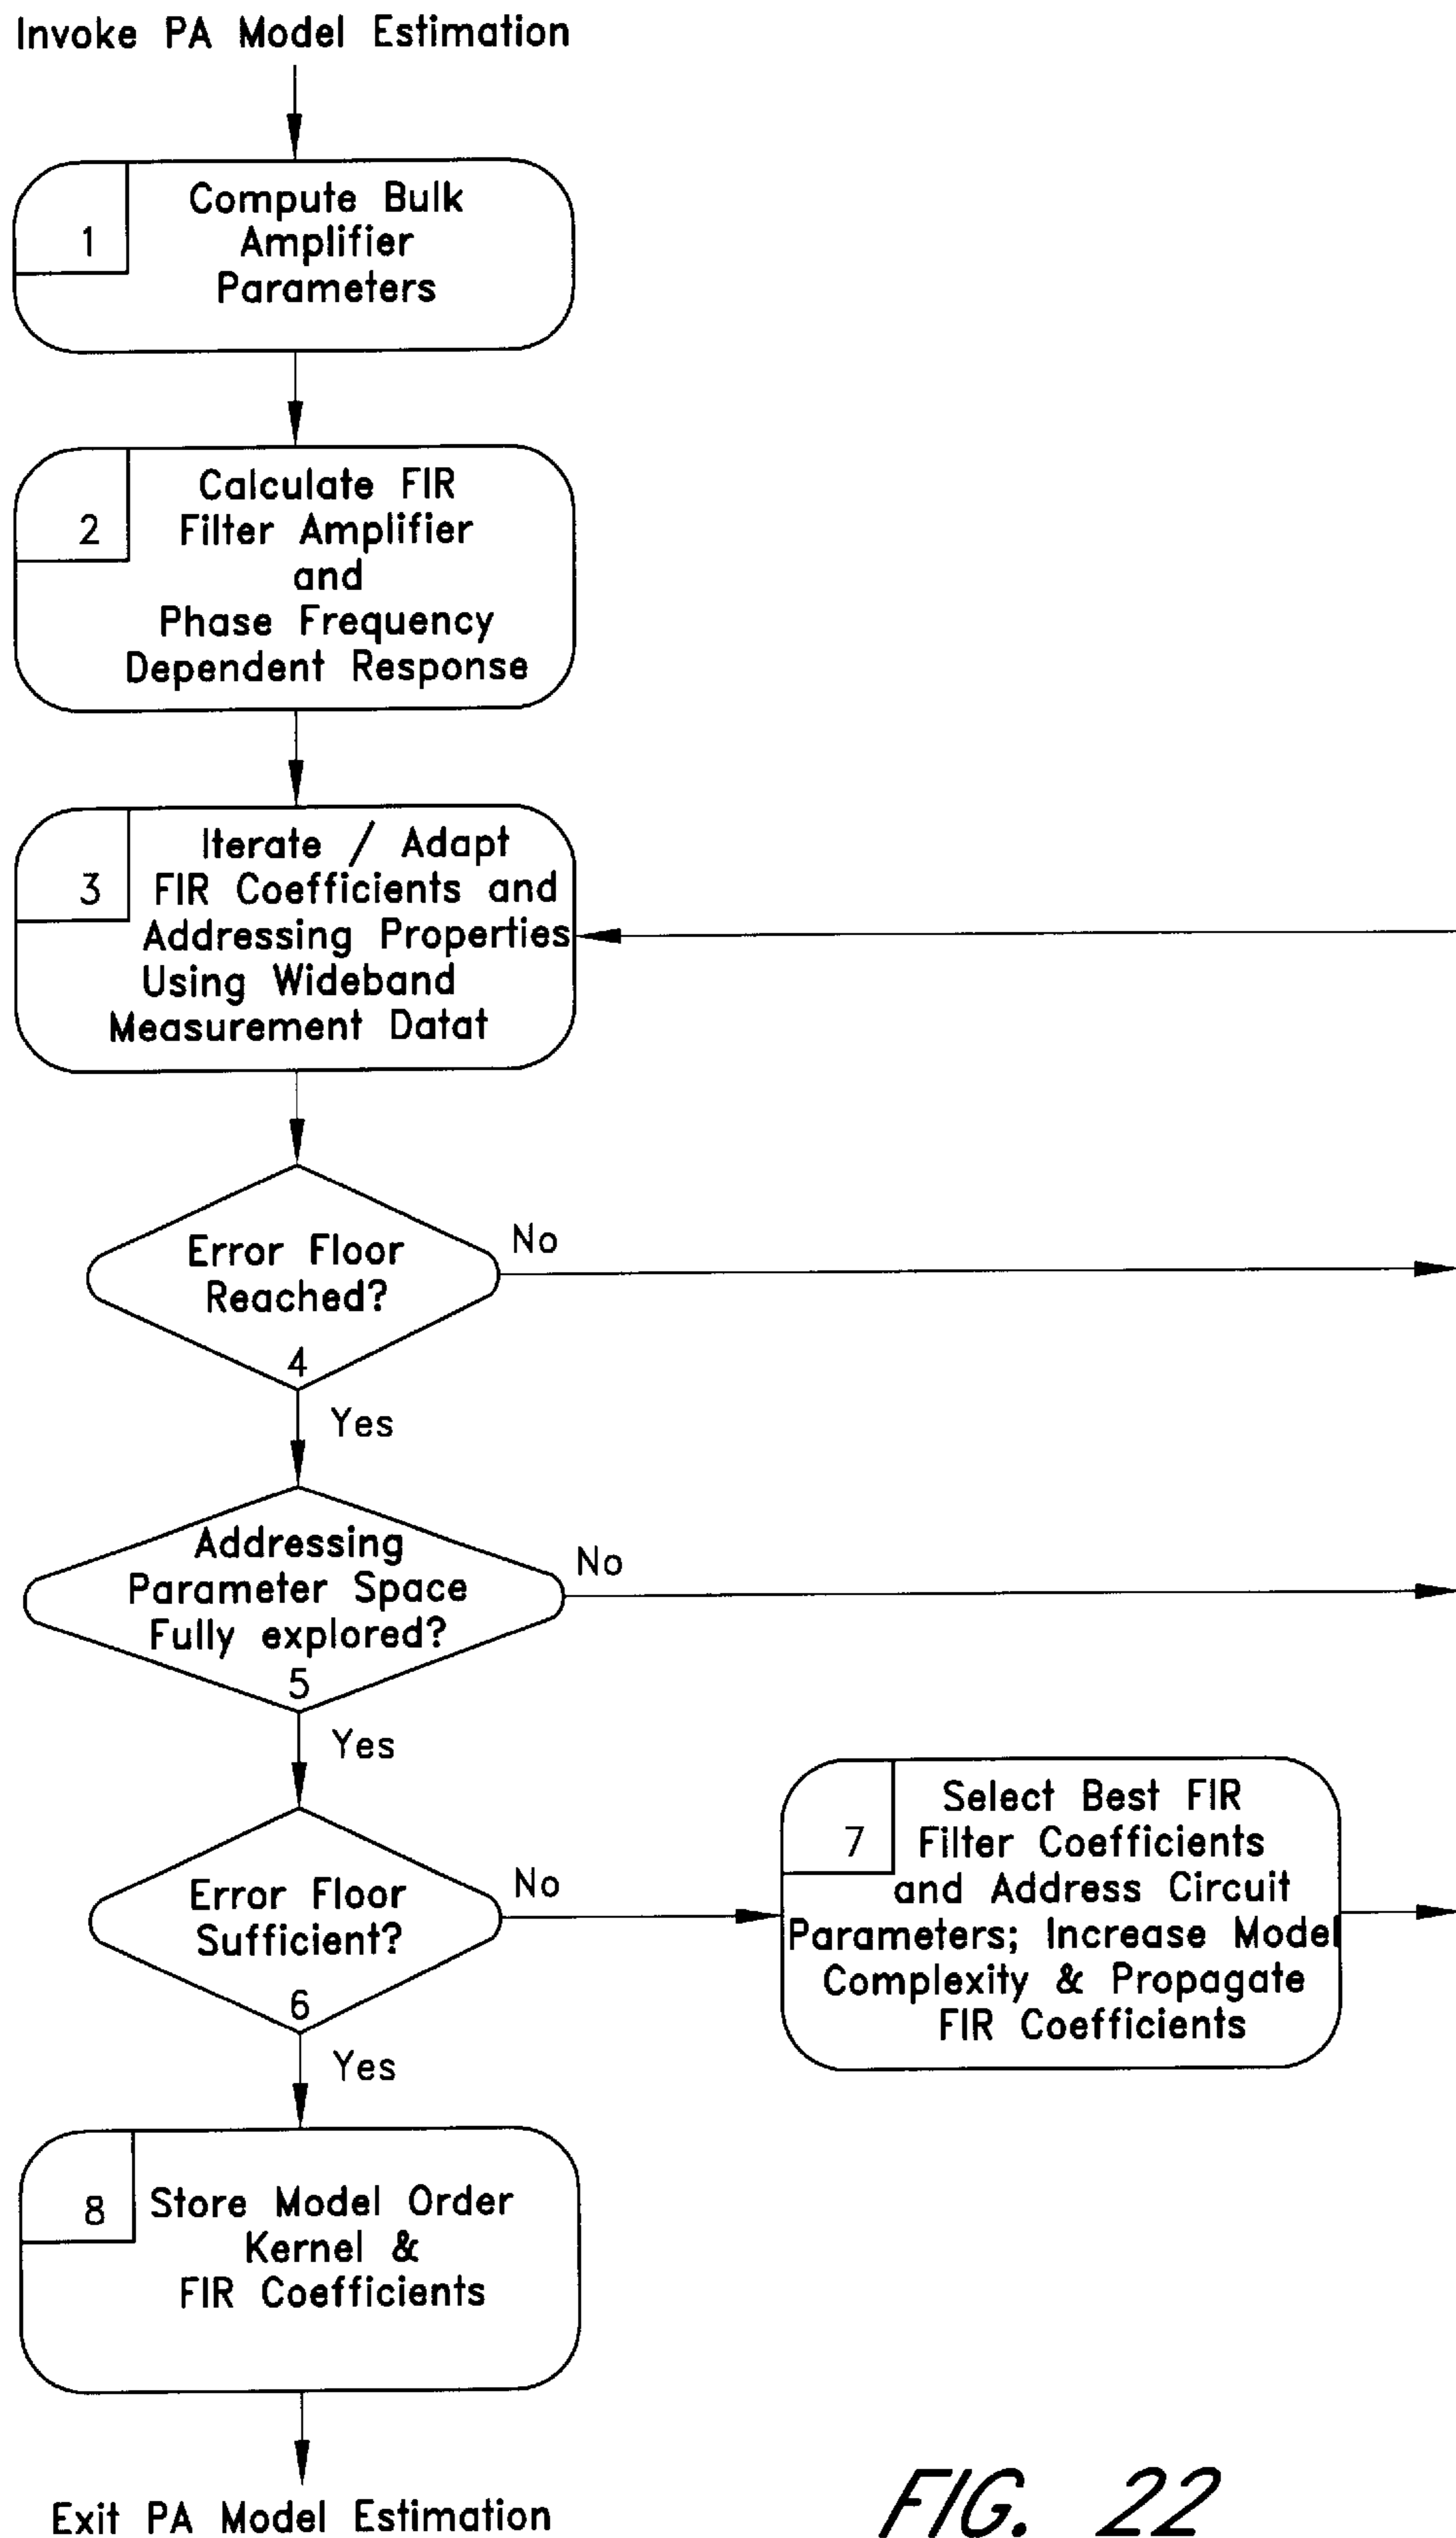 Invoke PA Model Estimation
1
Compute Bulk
Amplifier
Parameters
2
Calculate FIR
Filter Amplifier
and
Phase Frequency
Dependent Response
3
Iterate / Adapt
FIR Coefficients and
Addressing Properties
Using Wideband
Measurement Datat
Error Floor
Reached?
4
No
Yes
Addressing
Parameter Space
Fully explored?
5
No
Yes
Error Floor
Sufficient?
6
No
Yes
7
Select Best FIR
Filter Coefficients
and Address Circuit
Parameters; Increase Model
Complexity & Propagate
FIR Coefficients
8
Store Model Order
Kernel &
FIR Coefficients
Exit PA Model Estimation
FIG. 22